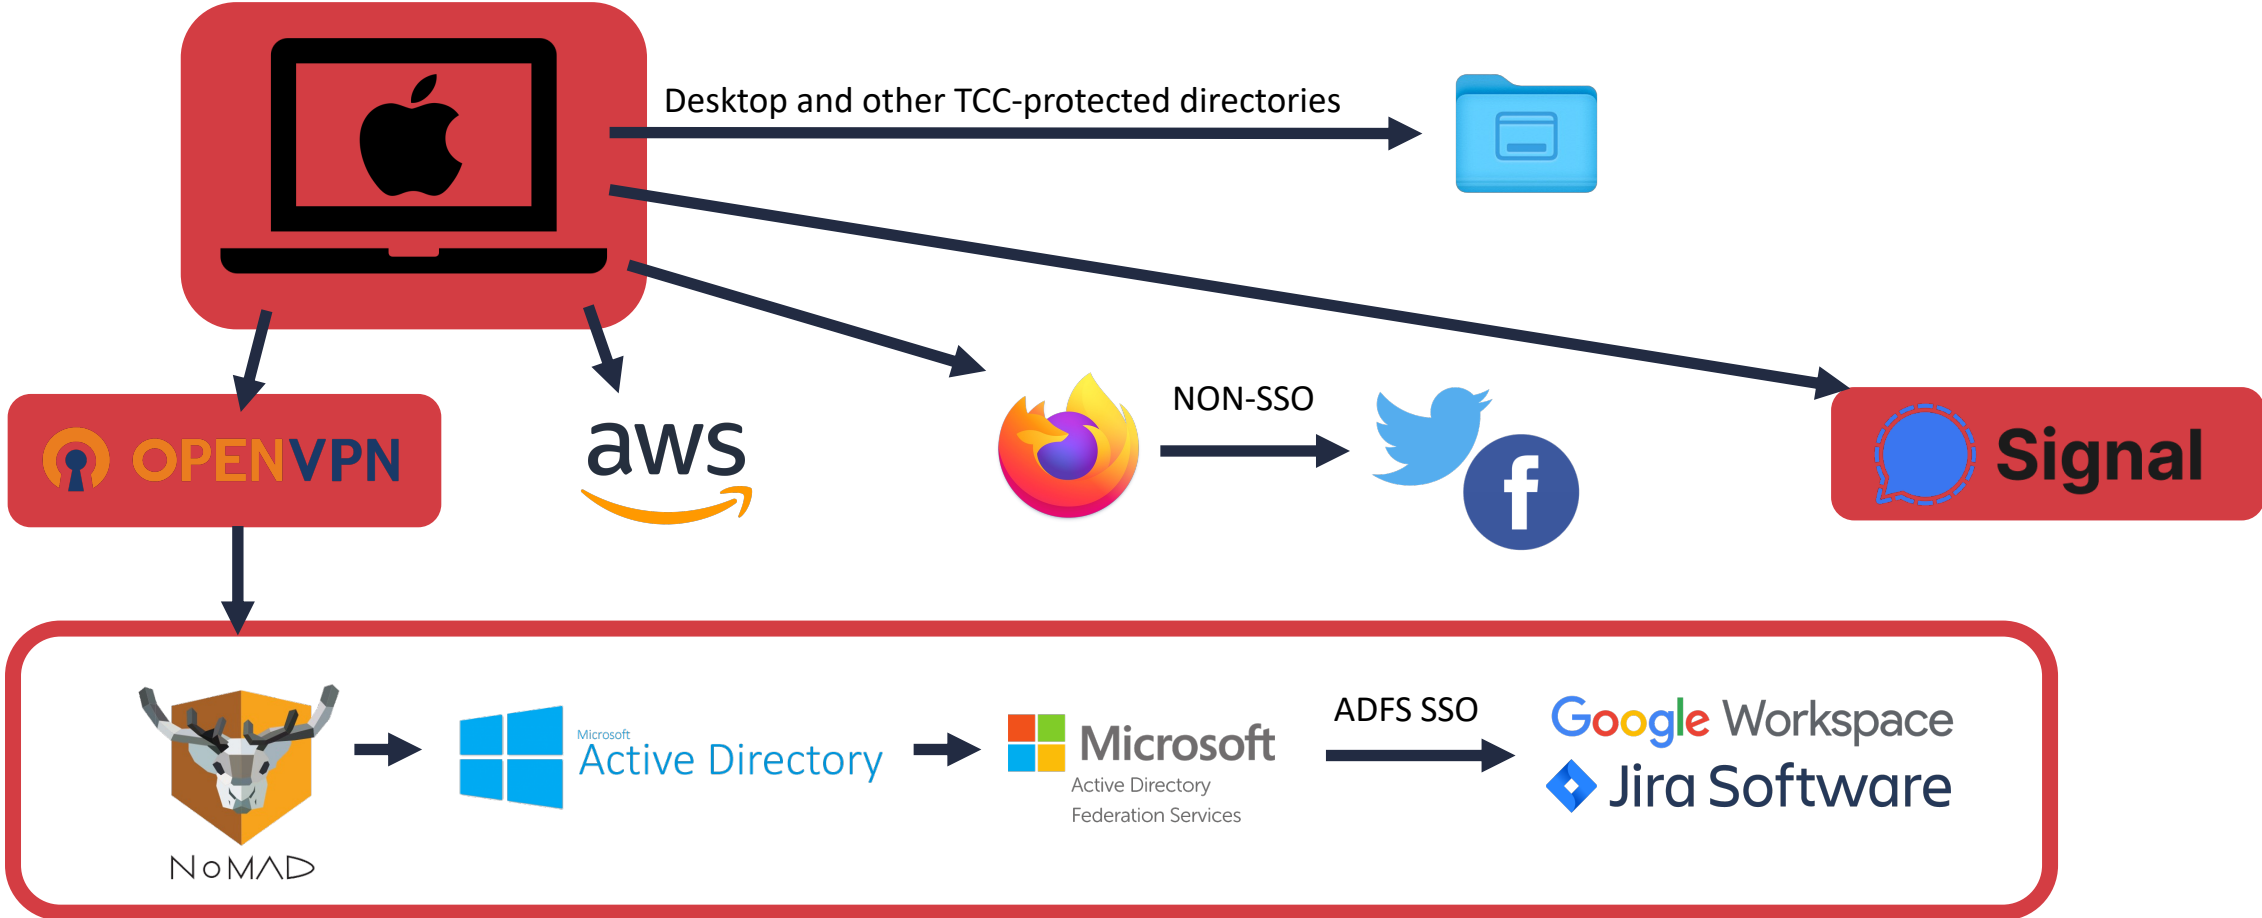 Desktop and other TCC-protected directories
OPENVPN
aws
NON-SSO
f
Signal
NoMAD
Microsoft
Active Directory
Microsoft
Active Directory
Federation Services
ADFS SSO
Google Workspace
Jira Software